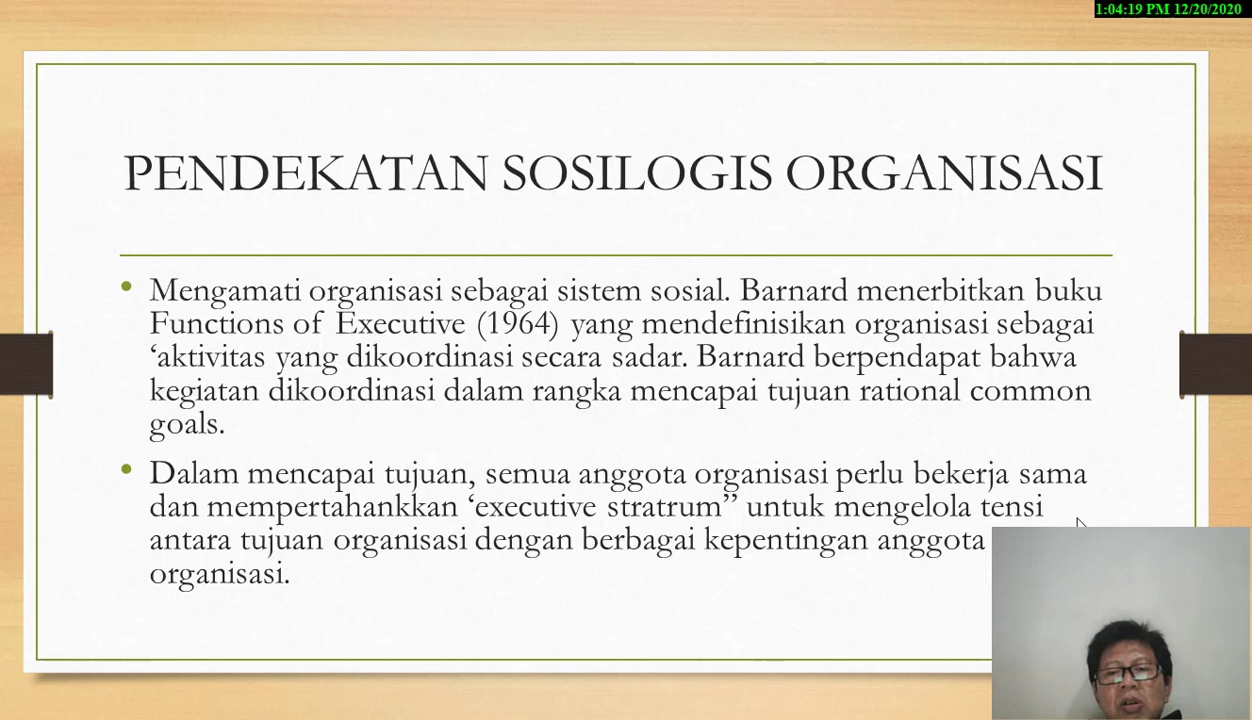 1:04:19 PM 12/20/2020
PENDEKATAN SOSILOGIS ORGANISASI
• Mengamati organisasi sebagai sistem sosial. Barnard menerbitkan buku
Functions of Executive (1964) yang mendefinisikan organisasi sebagai
‘aktivitas yang dikoordinasi secara sadar. Barnard berpendapat bahwa
kegiatan dikoordinasi dalam rangka mencapai tujuan rational common
goals.
• Dalam mencapai tujuan, semua anggota organisasi perlu bekerja sama
dan mempertahankkan ‘executive stratrum” untuk mengelola tensi
antara tujuan organisasi dengan berbagai kepentingan anggota
organisasi.